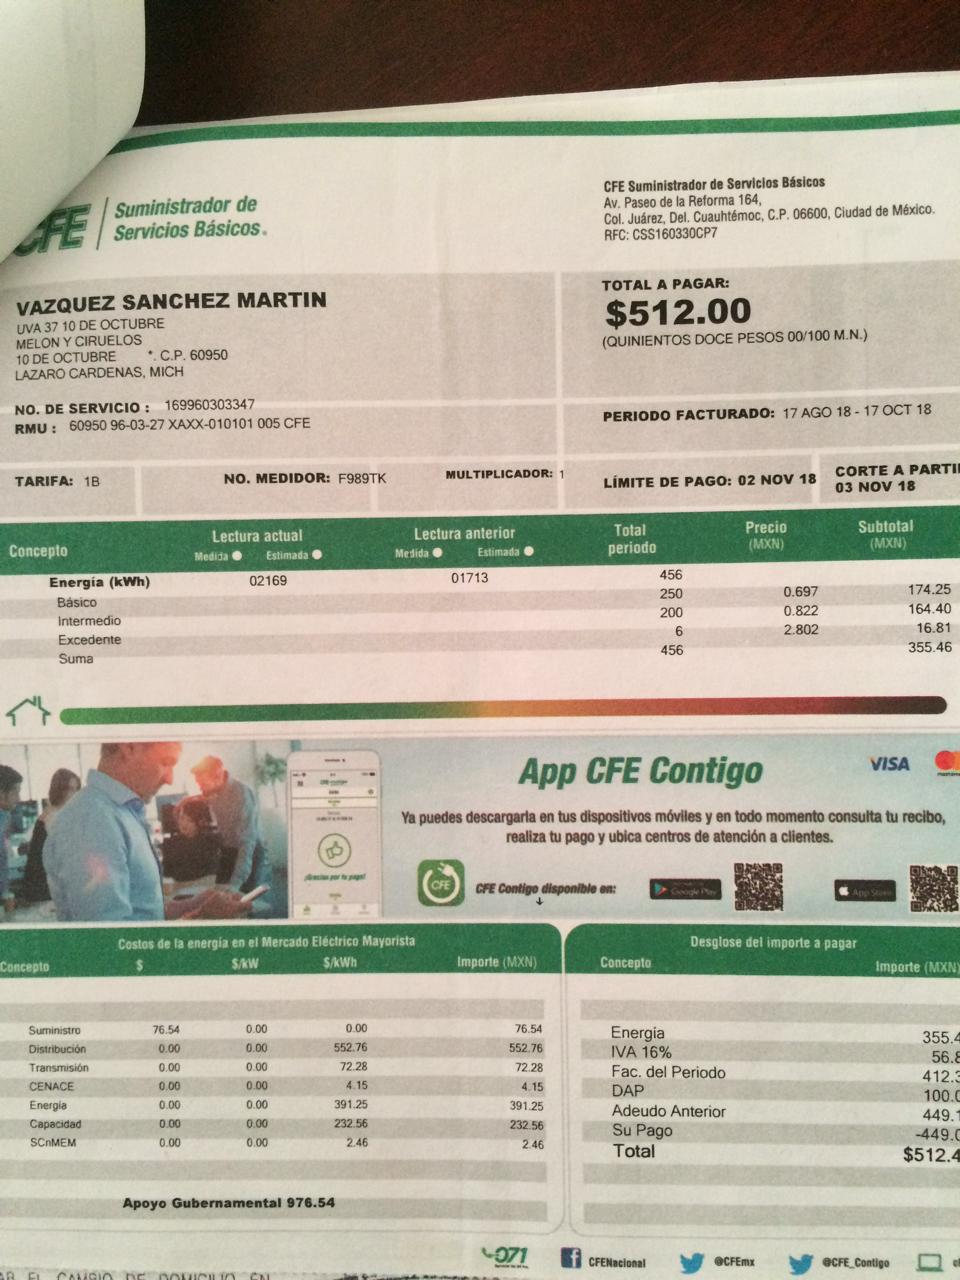 CFE Suministrador de
Servicios Básicos.
CFE Suministrador de Servicios Básicos
Av. Paseo de la Reforma 164,
Col. Juárez, Del. Cuauhtémoc, C.P. 06600, Ciudad de México.
RFC: CSS160330CP7
VAZQUEZ SANCHEZ MARTIN
UVA 37 10 DE OCTUBRE
MELON Y CIRUELOS
10 DE OCTUBRE *. C.P. 60950
LAZARO CARDENAS, MICH
TOTAL A PAGAR:
$512.00
(QUINIENTOS DOCE PESOS 00/100 M.N.)
NO. DE SERVICIO : 169960303347
RMU : 60950 96-03-27 XAXX-010101 005 CFE
PERIODO FACTURADO: 17 AGO 18 - 17 OCT 18
TARIFA: 1B NO. MEDIDOR: F989TK MULTIPLICADOR: 1
LÍMITE DE PAGO: 02 NOV 18
CORTE A PARTI
03 NOV 18
Concepto Lectura actual Lectura anterior Total periodo Precio (MXN) Subtotal (MXN)
Medida Estimada Medida Estimada
Energía (kWh) 02169 01713 456
Básico 250 0.697 174.25
Intermedio 200 0.822 164.40
Excedente 6 2.802 16.81
Suma 456 355.46
App CFE Contigo
VISA
Ya puedes descargarla en tus dispositivos móviles y en todo momento consulta tu recibo,
realiza tu pago y ubica centros de atención a clientes.
¡Gracias por tu pago!
CFE
CFE Contigo disponible en:
Google Play
App Store
Costos de la energía en el Mercado Eléctrico Mayorista
Concepto $ $/kW $/kWh Importe (MXN)
Suministro 76.54 0.00 0.00 76.54
Distribución 0.00 0.00 552.76 552.76
Transmisión 0.00 0.00 72.28 72.28
CENACE 0.00 0.00 4.15 4.15
Energía 0.00 0.00 391.25 391.25
Capacidad 0.00 0.00 232.56 232.56
SCnMEM 0.00 0.00 2.46 2.46
Apoyo Gubernamental 976.54
Desglose del importe a pagar
Concepto Importe (MXN)
Energía 355.4
IVA 16% 56.8
Fac. del Periodo 412.3
DAP 100.0
Adeudo Anterior 449.1
Su Pago -449.0
Total $512.4
071
CFENacional
@CFEmx
@CFE_Contigo
EL CAMBIO DE DOMICILIO EN